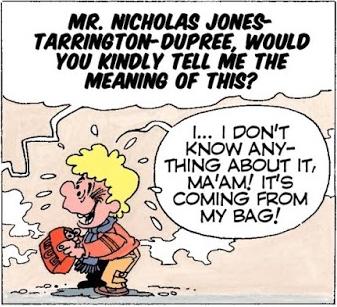 MR. NICHOLAS JONES-
TARRINGTON-DUPREE, WOULD
YOU KINDLY TELL ME THE
MEANING OF THIS?
I... I DON'T
KNOW ANY-
THING ABOUT IT,
MA'AM! IT'S
COMING FROM
MY BAG!